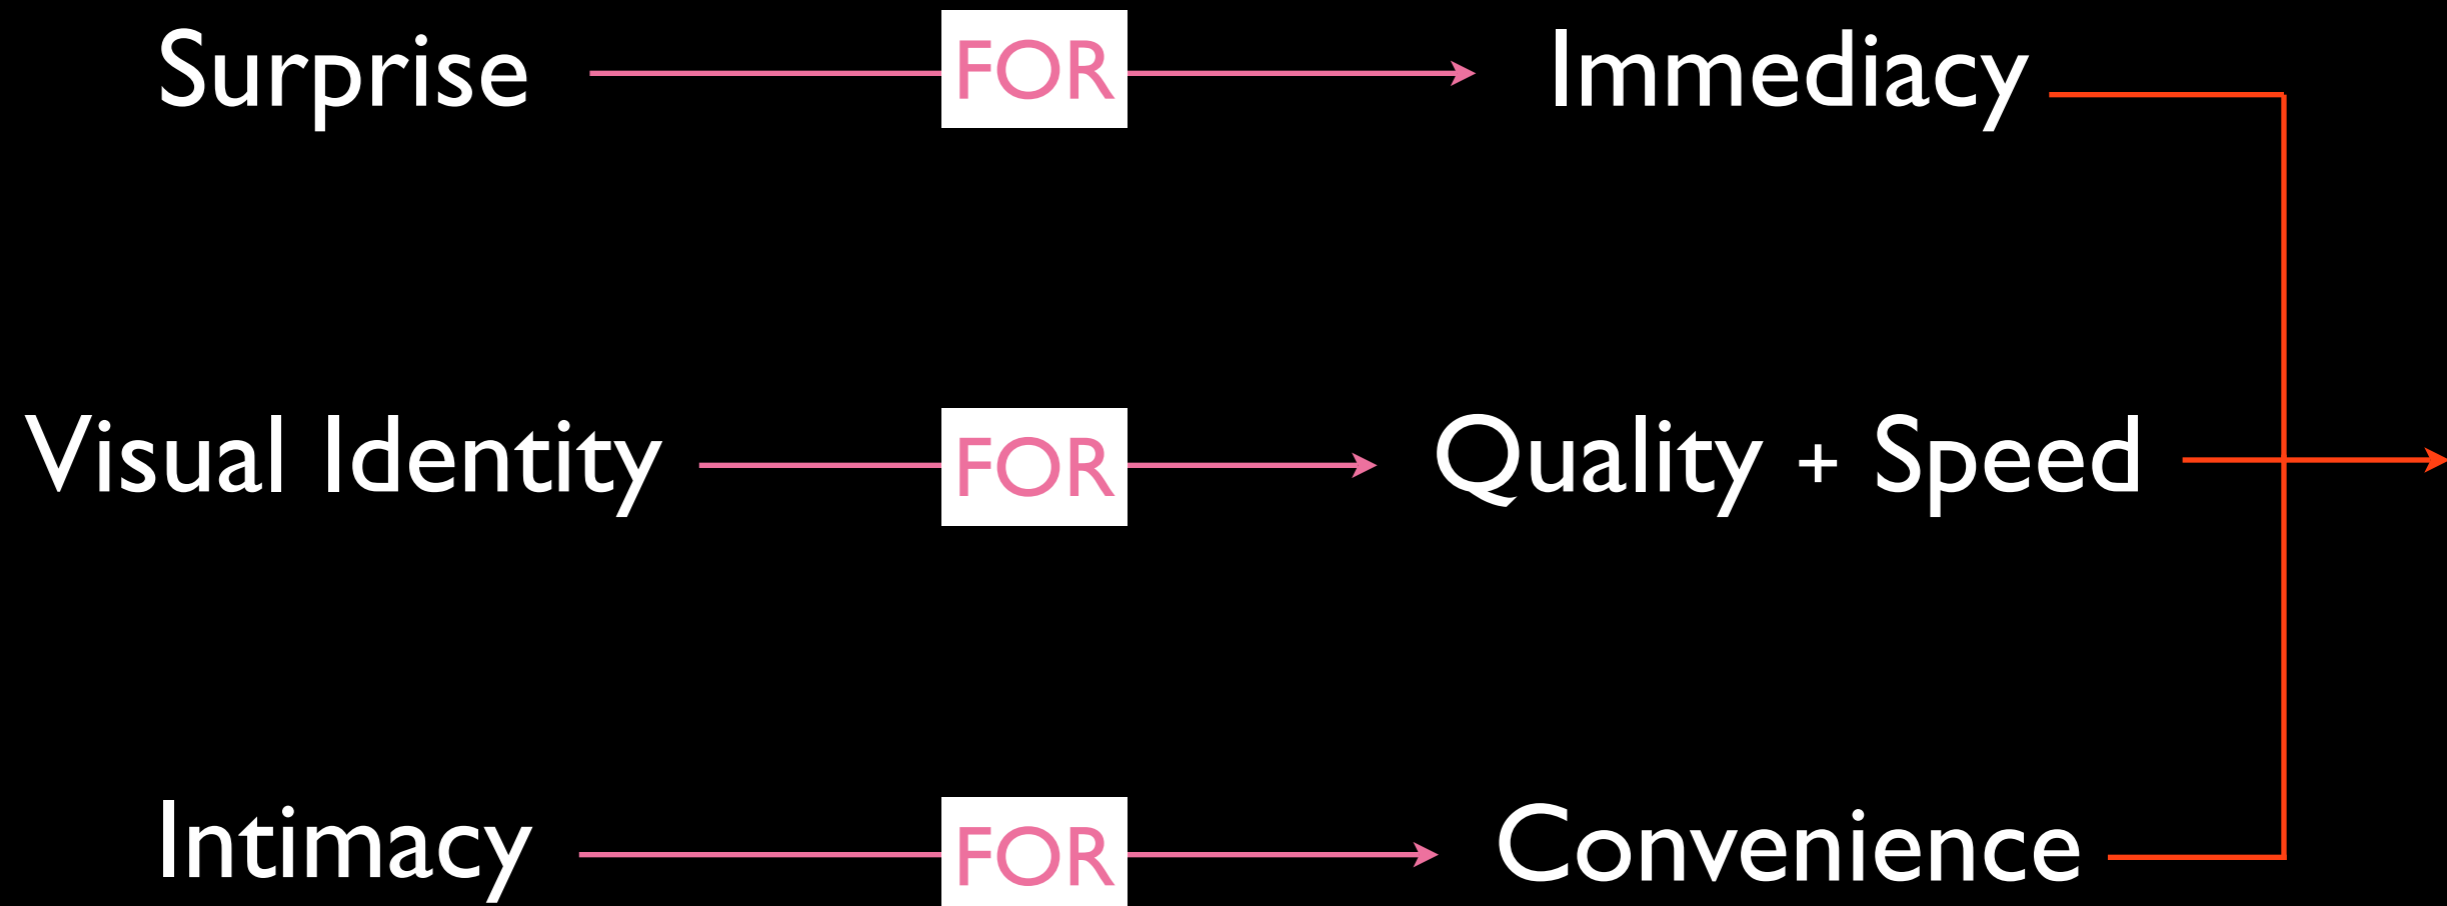 Surprise FOR Immediacy
Visual Identity FOR Quality + Speed
Intimacy FOR Convenience